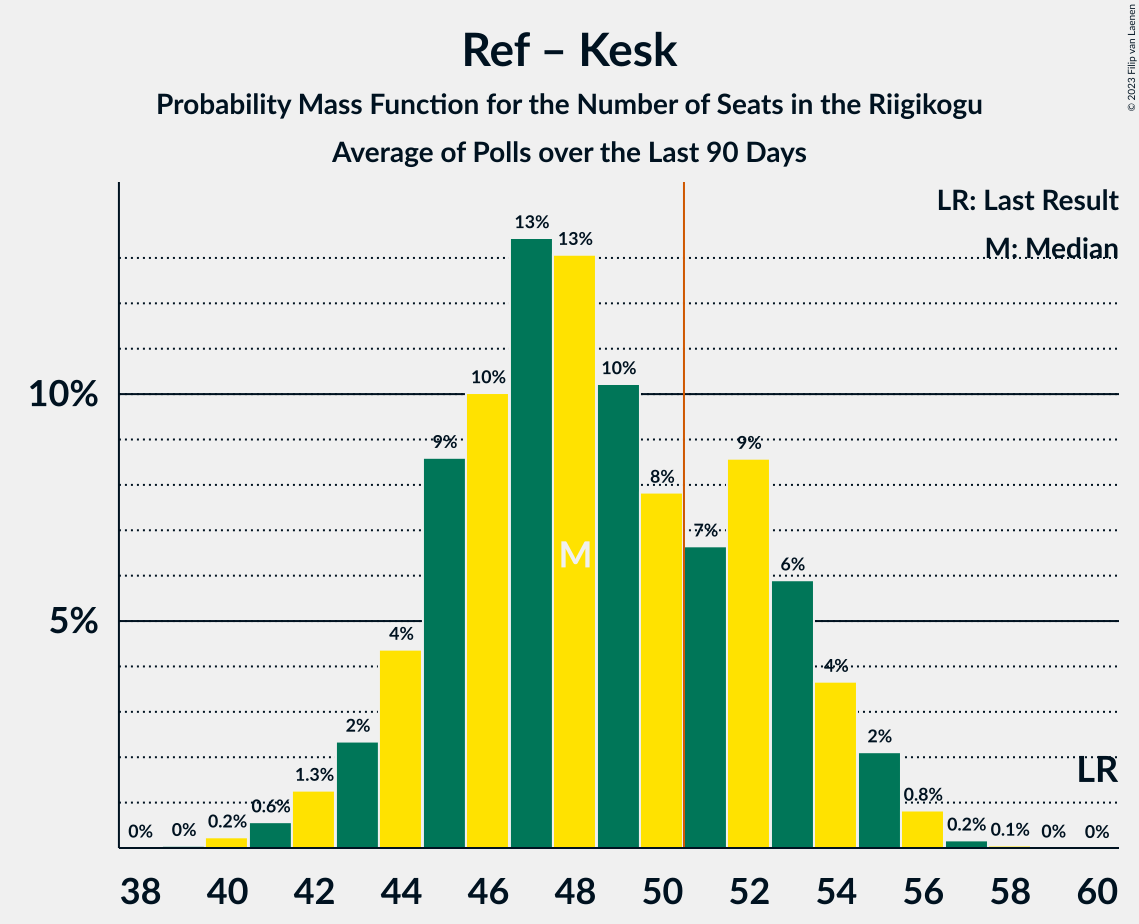 Ref – Kesk
Probability Mass Function for the Number of Seats in the Riigikogu
Average of Polls over the Last 90 Days
© 2023 Filip van Laenen
LR: Last Result
M: Median
13%
13%
10%
10%
10%
9%
9%
8%
7%
M
6%
5%
4%
4%
2%
2%
LR
1.3%
0.8%
0.6%
0.2%
0.2%
0.1%
0%
0%
0%
0%
38 40 42 44 46 48 50 52 54 56 58 60